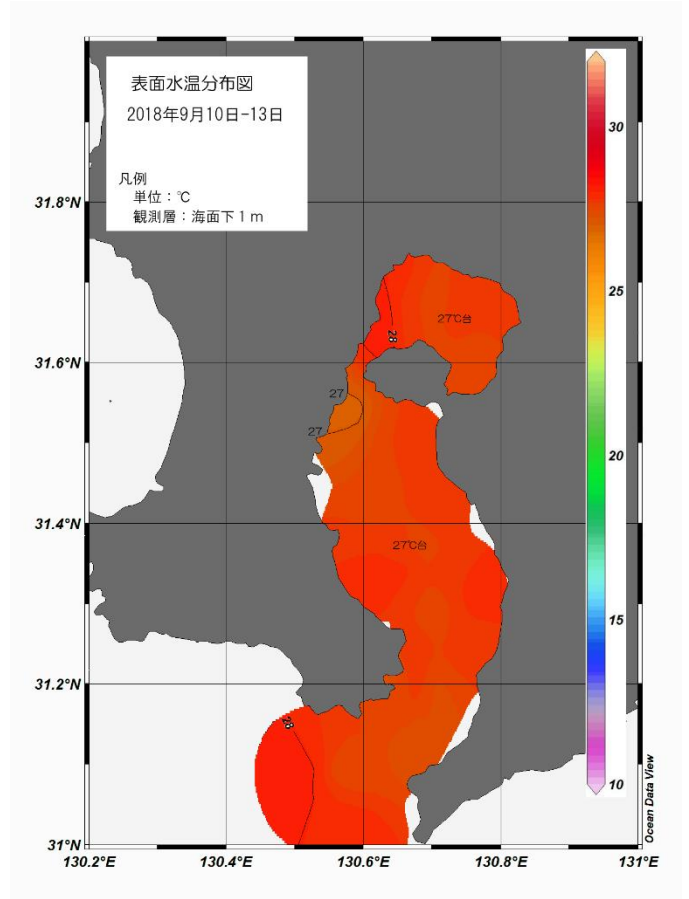 表面水温分布図
2018年9月10日-13日
凡例
単位：℃
観測層：海面下１ｍ
30
31.8°N
25
27℃台
28
31.6°N
27
27
20
31.4°N
27℃台
15
31.2°N
28
10
31°N
130.2°E 130.4°E 130.6°E 130.8°E 131°E
Ocean Data View